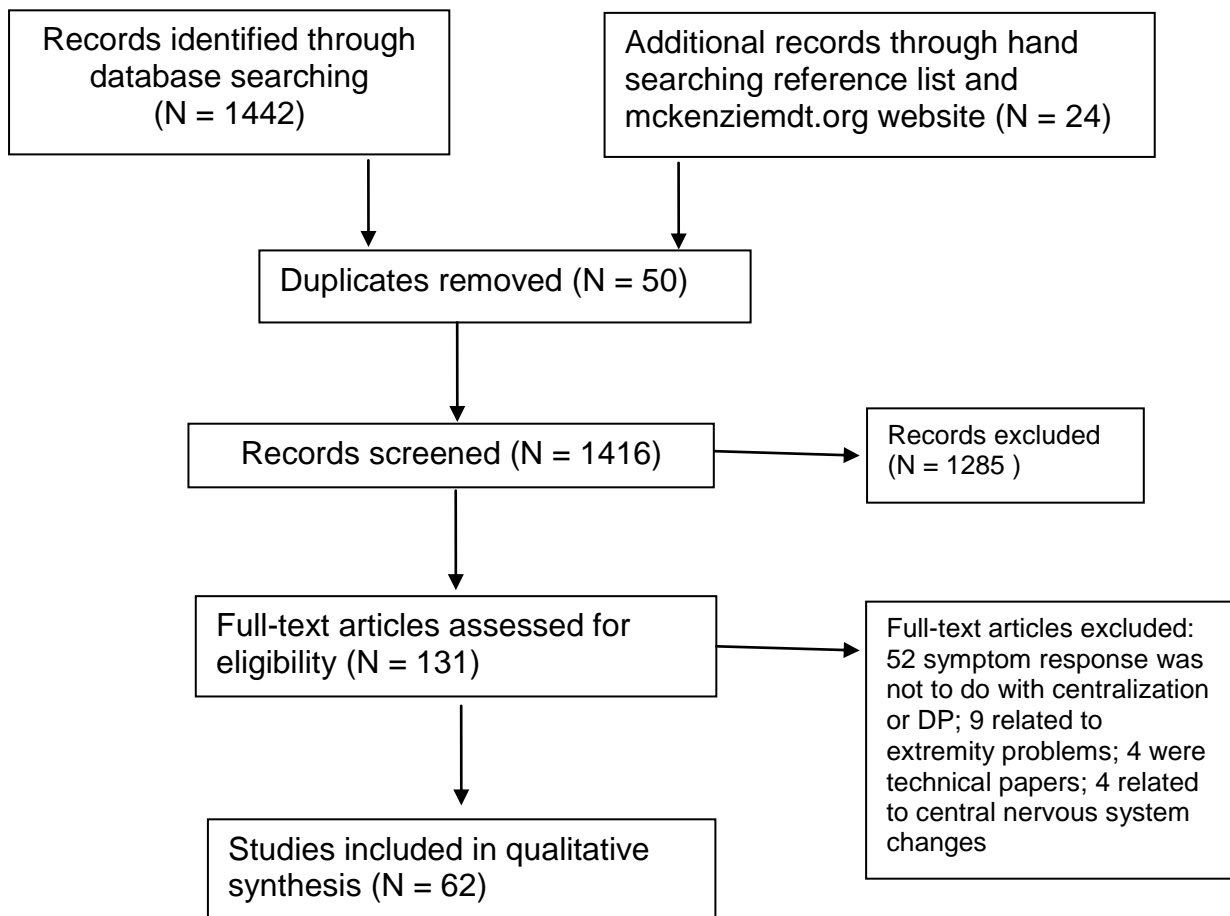 Records identified through
database searching
(N = 1442)
Additional records through hand
searching reference list and
mckenziemdt.org website (N = 24)
Duplicates removed (N = 50)
Records screened (N = 1416)
Records excluded
(N = 1285 )
Full-text articles assessed for
eligibility (N = 131)
Full-text articles excluded:
52 symptom response was
not to do with centralization
or DP; 9 related to
extremity problems; 4 were
technical papers; 4 related
to central nervous system
changes
Studies included in qualitative
synthesis (N = 62)